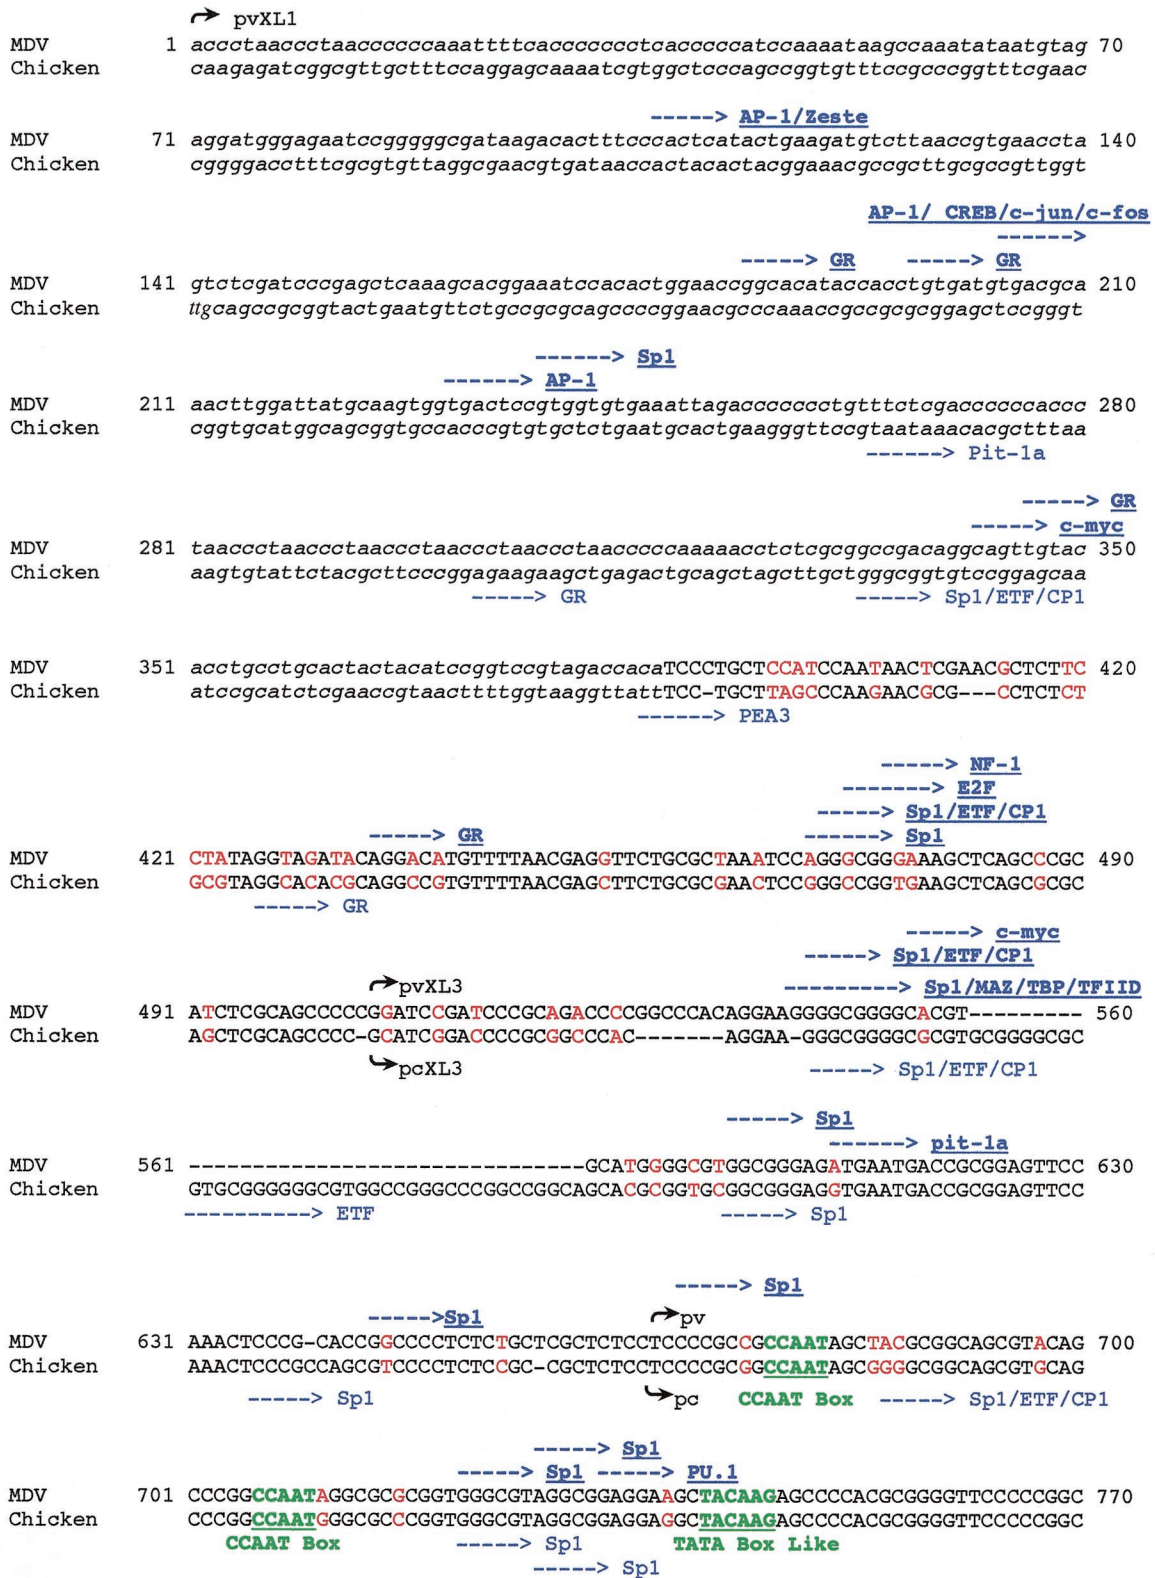 pvXL1
MDV 1 accctaaccctaaccccccaaattttcacccccccctcacccccatccaaaataagccaaatataatgtag 70
Chicken caagagatcggcgttgctttccaggagcaaaatcgtggctcccagccggtgtttccgcccggtttcgaac
-----> AP-1/Zeste
MDV 71 aggatgggagaatccgggggcgataagacactttcccactcatactgaagatgtcttaaccgtgaaccta 140
Chicken cggggacctttcgcgtgttaggcgaacgtgataaccactacactacggaaacgccgcttgcgccgttggt
AP-1/ CREB/c-jun/c-fos
------>
-----> GR -----> GR
MDV 141 gtctcgatcccgagctcaaagcacggaaatccacactggaaccggcacataccacctgtgatgtgacgca 210
Chicken ttgcagccgcggtactgaatgttctgccgcgcagccccggaacgcccaaaccgccgcgcggagctccgggt
------> Sp1
------> AP-1
MDV 211 aacttggattatgcaagtggtgactccgtggtgtgaaattagacccccccctgtttctcgacccccccaccc 280
Chicken cggtgcatggcagcggtgccacccgtgtgctctgaatgcactgaagggttccgtaataaacacgctttaa
------> Pit-1a
-----> GR
-----> c-myc
MDV 281 taaccctaaccctaaccctaaccctaaccctaacccccaaaaacctctcgcggccgacaggcagttgtac 350
Chicken aagtgtattctacgcttcccggagaagaagctgagactgcagctagcttgctgggcggtgtccggagcaa
-----> GR -----> Sp1/ETF/CP1
MDV 351 acctgcctgcactactacatccggtccgtagaccacaTCCCTGCTCCATCCAATAACTCGAACGCTCTTC 420
Chicken atccgcatctcgaaccgtaacttttggtaaggttattTCC-TGCTTAGCCCAAGAACGCG---CCTCTCT
------> PEA3
-----> NF-1
-------> E2F
-----> Sp1/ETF/CP1
------> Sp1
-----> GR
MDV 421 CTATAGGTAGATACAGGACATGTTTTAACGAGGTTCTGCGCTAAATCCAGGGCGGGAAAGCTCAGCCCGC 490
Chicken GCGTAGGCACACGCAGGCCGTGTTTTAACGAGCTTCTGCGCGAACTCCGGGCCGGTGAAGCTCAGCGCGC
-----> GR
-----> c-myc
-----> Sp1/ETF/CP1
pvXL3 ---------> Sp1/MAZ/TBP/TFIID
MDV 491 ATCTCGCAGCCCCCGGATCCGATCCCGCAGACCCCGGCCCACAGGAAGGGGCGGGGCACGT--------- 560
Chicken AGCTCGCAGCCCC-GCATCGGACCCCGCGGCCCAC-------AGGAA-GGGCGGGGCGCGTGCGGGGCGC
pcXL3 -----> Sp1/ETF/CP1
-----> Sp1
------> pit-1a
MDV 561 -------------------------------GCATGGGGCGTGGCGGGAGATGAATGACCGCGGAGTTCC 630
Chicken GTGCGGGGGGCGTGGCCGGGCCCGGCCGGCAGCACGCGGTGCGGCGGGAGGTGAATGACCGCGGAGTTCC
----------> ETF -----> Sp1
-----> Sp1
----->Sp1 pv
MDV 631 AAACTCCCG-CACCGGCCCCTCTCTGCTCGCTCTCCTCCCCGCCGCCAATAGCTACGCGGCAGCGTACAG 700
Chicken AAACTCCCGCCAGCGTCCCCTCTCCGC-CGCTCTCCTCCCCGCGGCCAATAGCGGGGCGGCAGCGTGCAG
-----> Sp1 pc CCAAT Box -----> Sp1/ETF/CP1
-----> Sp1
-----> Sp1 -----> PU.1
MDV 701 CCCGGCCAATAGGCGCGCGGTGGGCGTAGGCGGAGGAAGCTACAAGAGCCCCACGCGGGGTTCCCCCGGC 770
Chicken CCCGGCCAATGGGCGCCCGGTGGGCGTAGGCGGAGGAGGCTACAAGAGCCCCACGCGGGGTTCCCCCGGC
CCAAT Box -----> Sp1 TATA Box Like
-----> Sp1